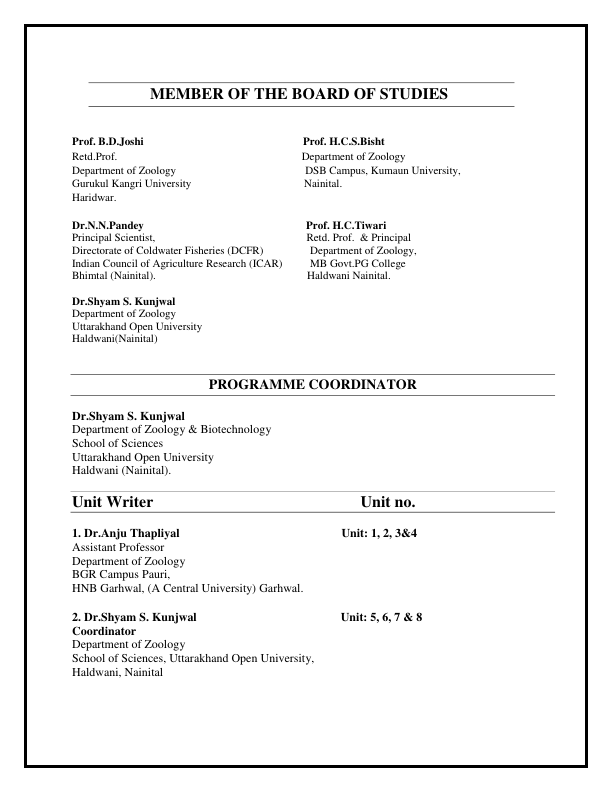 MEMBER OF THE BOARD OF STUDIES
Prof. B.D.Joshi
Retd.Prof.
Department of Zoology
Gurukul Kangri University
Haridwar.
Prof. H.C.S.Bisht
Department of Zoology
DSB Campus, Kumaun University,
Nainital.
Dr.N.N.Pandey
Principal Scientist,
Directorate of Coldwater Fisheries (DCFR)
Indian Council of Agriculture Research (ICAR)
Bhimtal (Nainital).
Prof. H.C.Tiwari
Retd. Prof. & Principal
Department of Zoology,
MB Govt.PG College
Haldwani Nainital.
Dr.Shyam S. Kunjwal
Department of Zoology
Uttarakhand Open University
Haldwani(Nainital)
PROGRAMME COORDINATOR
Dr.Shyam S. Kunjwal
Department of Zoology & Biotechnology
School of Sciences
Uttarakhand Open University
Haldwani (Nainital).
Unit Writer Unit no.
1. Dr.Anju Thapliyal Unit: 1, 2, 3&4
Assistant Professor
Department of Zoology
BGR Campus Pauri,
HNB Garhwal, (A Central University) Garhwal.
2. Dr.Shyam S. Kunjwal Unit: 5, 6, 7 & 8
Coordinator
Department of Zoology
School of Sciences, Uttarakhand Open University,
Haldwani, Nainital